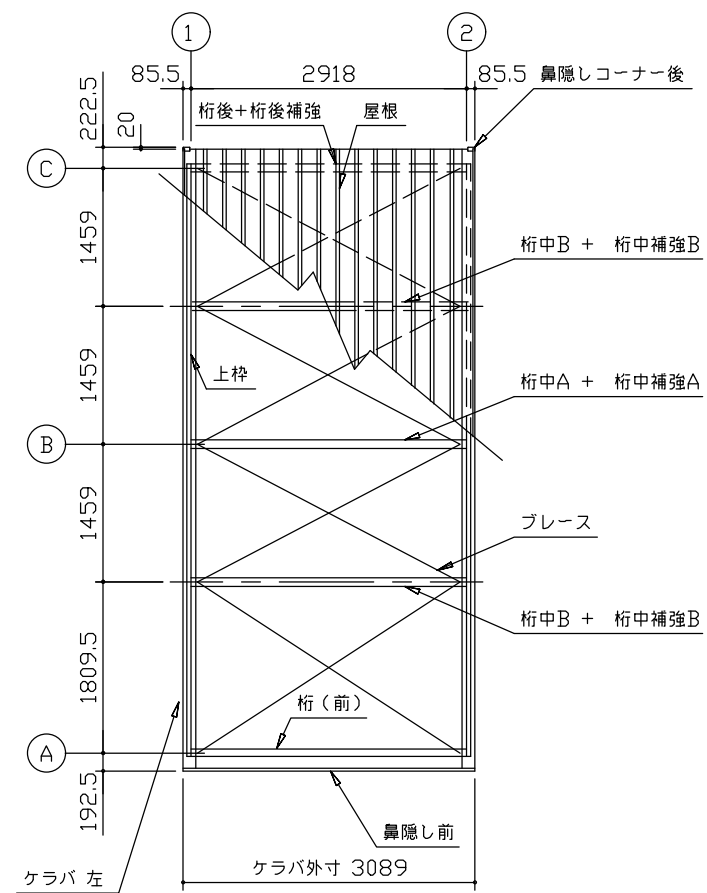 1
2
85.5
2918
85.5
鼻隠しコーナー後
222.5
20
桁後+桁後補強
屋根
C
1459
桁中B + 桁中補強B
1459
上枠
桁中A + 桁中補強A
B
1459
ブレース
桁中B + 桁中補強B
1809.5
桁(前)
A
192.5
鼻隠し前
ケラバ 左
ケラバ外寸 3089